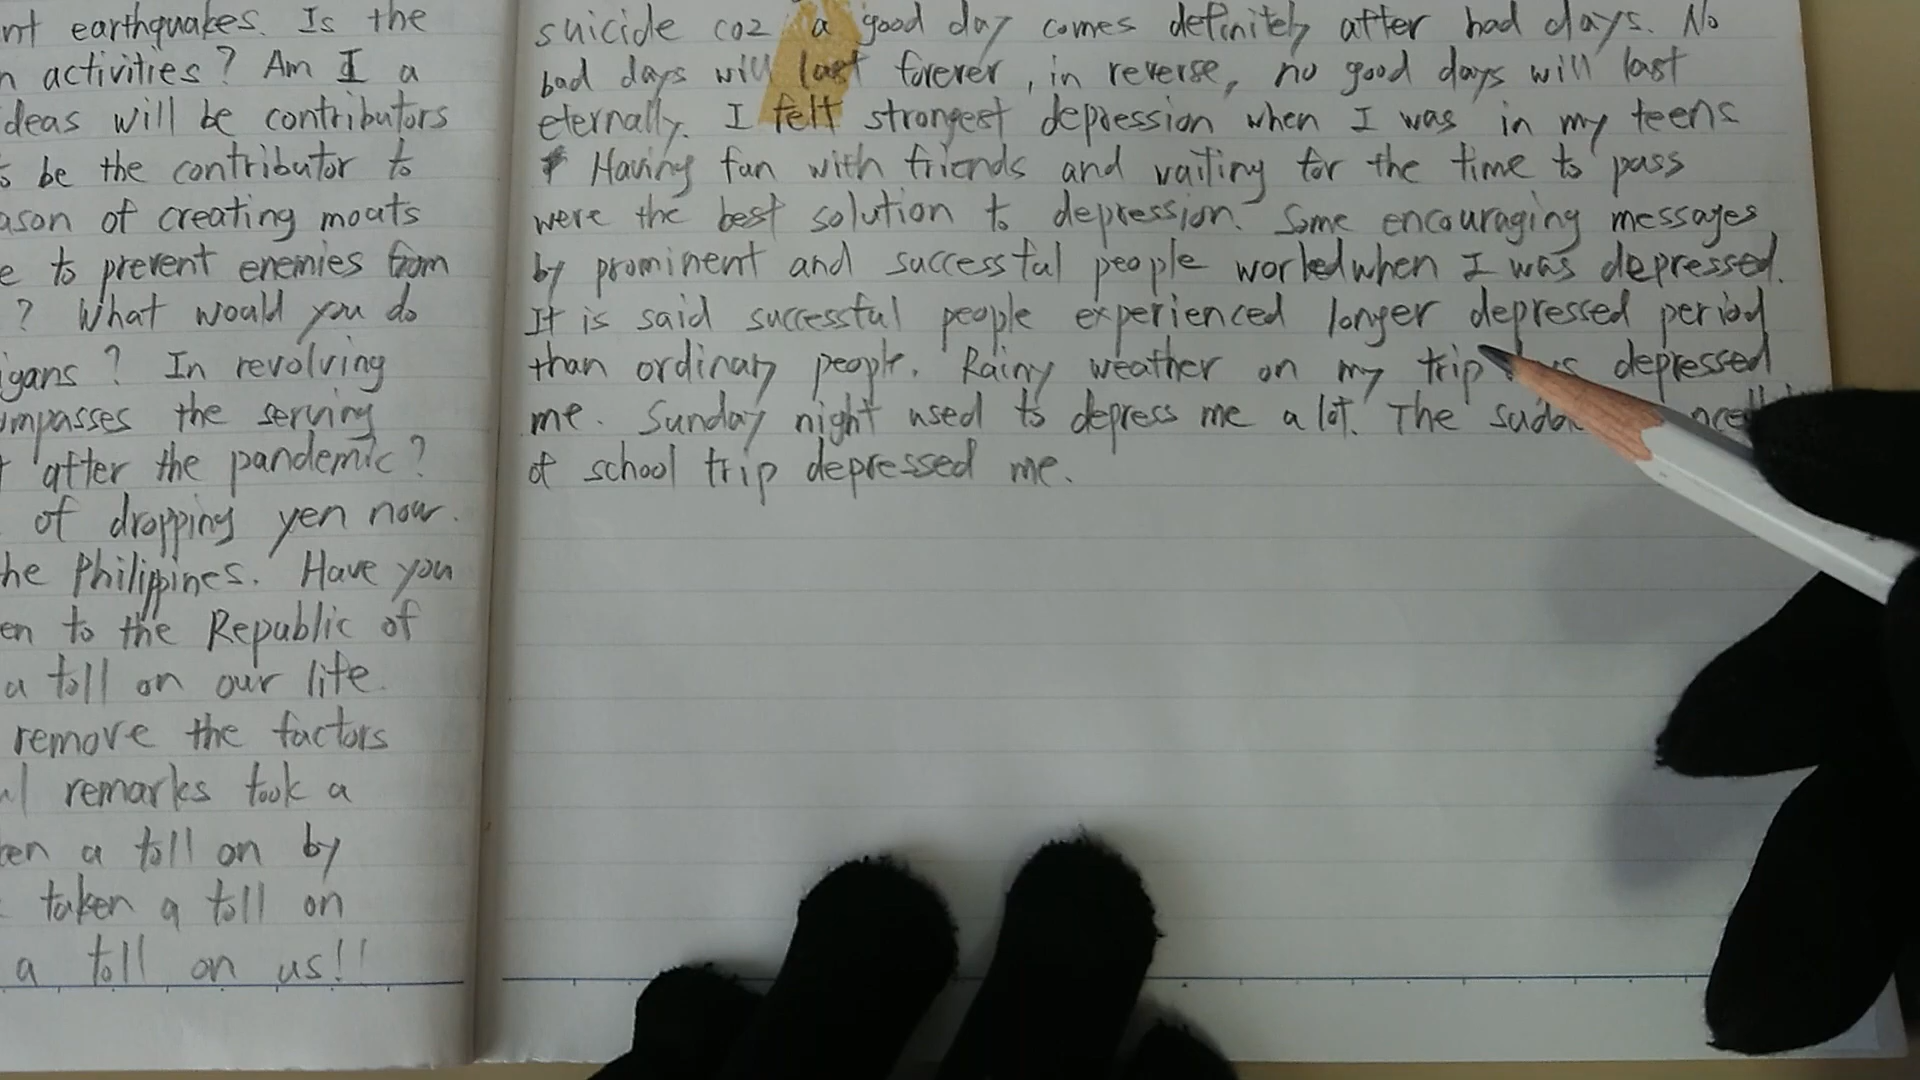 nt earthquakes. Is the
n activities? Am I a
deas will be contributors
be the contributor to
ason of creating moats
e to prevent enemies from
? What would you do
igans? In revolving
mpasses the serving
after the pandemic?
of dropping yen now.
he Philippines. Have you
en to the Republic of
a toll on our life.
remove the factors
remarks took a
en a toll on by
taken a toll on
a toll on us!!
suicide coz a good day comes definitely after bad days. No
bad days will last forever, in reverse, no good days will last
eternally. I felt strongest depression when I was in my teens
Having fun with friends and waiting for the time to pass
were the best solution to depression. Some encouraging messages
by prominent and successful people worked when I was depressed.
It is said successful people experienced longer depressed period
than ordinary people. Rainy weather on my trip depressed
me. Sunday night used to depress me a lot. The
of school trip depressed me.